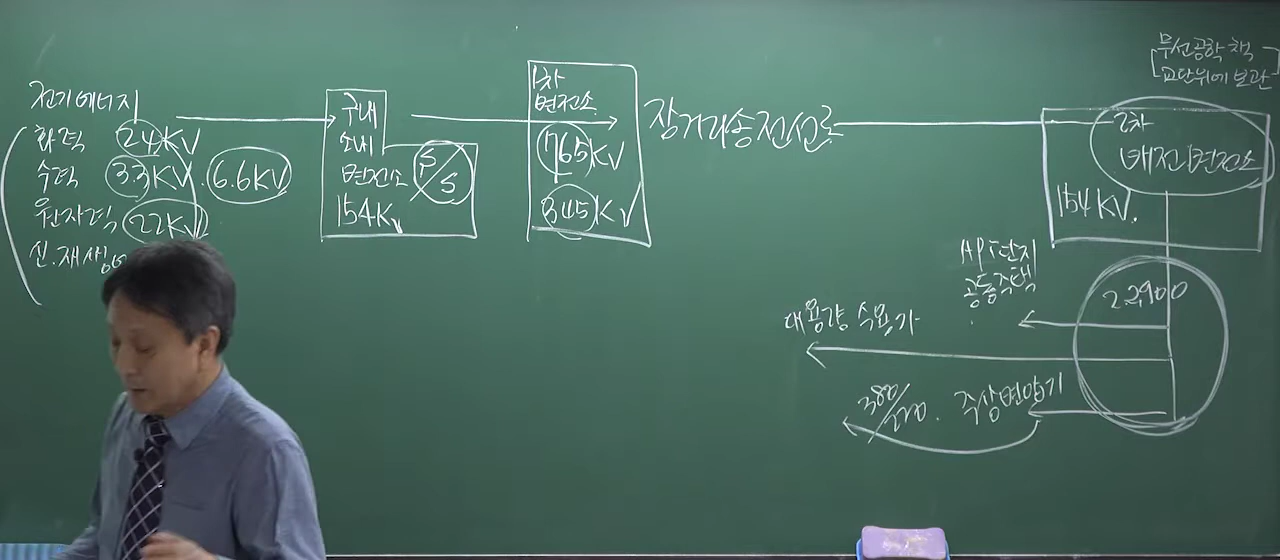 전기에너지
화력 24KV
수력 3.3KV. 6.6KV
원자력 22KV
신.재생
구내
소내
변전소 S/S
154KV
1차
변전소
765KV
345KV
장거리송전선로
무선공학 책
교단위에 보관
2차
배전변전소
154KV.
22,900
APT단지
공동주택
대용량 수용가
380/220. 주상변압기